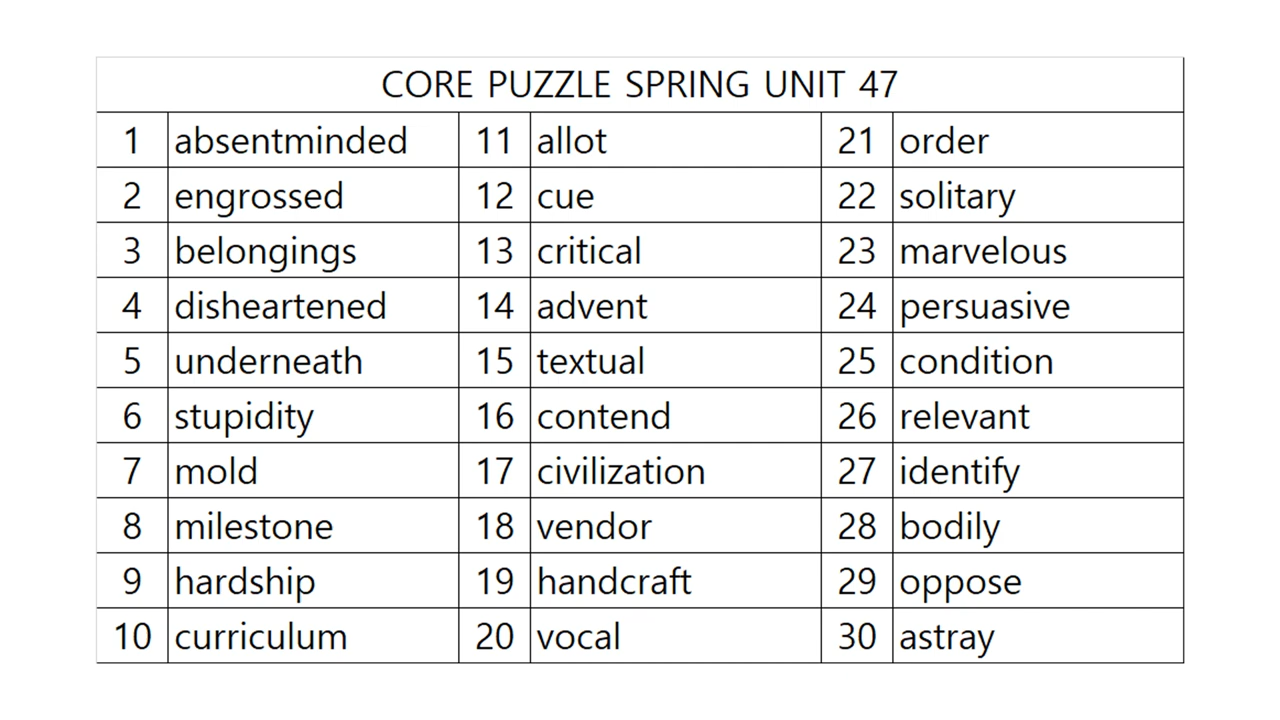 CORE PUZZLE SPRING UNIT 47
1 absentminded 11 allot 21 order
2 engrossed 12 cue 22 solitary
3 belongings 13 critical 23 marvelous
4 disheartened 14 advent 24 persuasive
5 underneath 15 textual 25 condition
6 stupidity 16 contend 26 relevant
7 mold 17 civilization 27 identify
8 milestone 18 vendor 28 bodily
9 hardship 19 handcraft 29 oppose
10 curriculum 20 vocal 30 astray